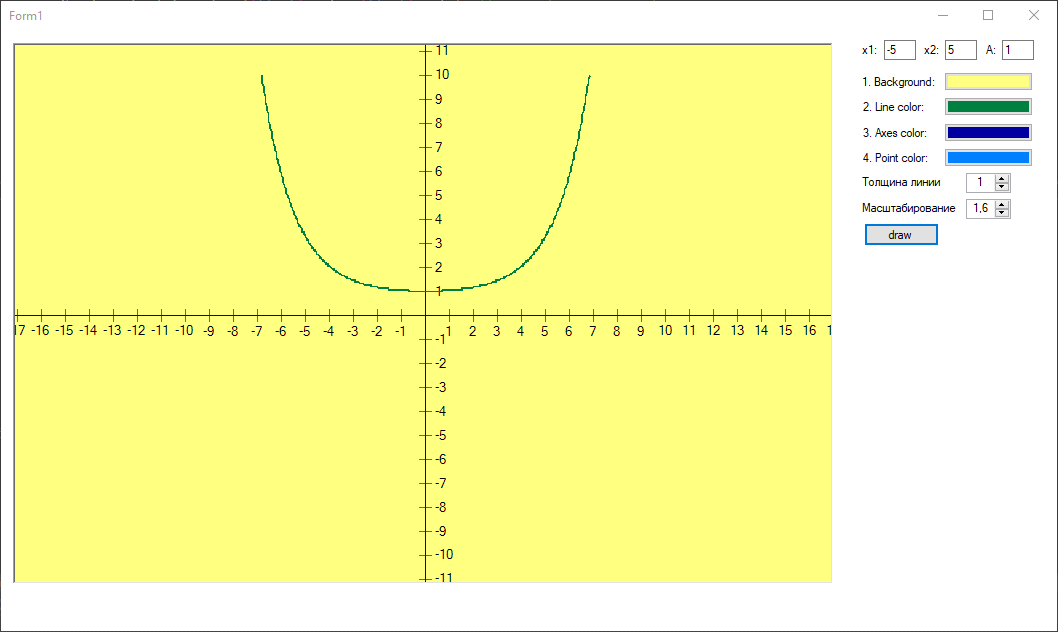 Form1
x1: -5 x2: 5 A: 1
1. Background:
2. Line color:
3. Axes color:
4. Point color:
Толщина линии 1
Масштабирование 1,6
draw
11
10
9
8
7
6
5
4
3
2
1
17 -16 -15 -14 -13 -12 -11 -10 -9 -8 -7 -6 -5 -4 -3 -2 -1 1 2 3 4 5 6 7 8 9 10 11 12 13 14 15 16 1
-1
-2
-3
-4
-5
-6
-7
-8
-9
-10
-11